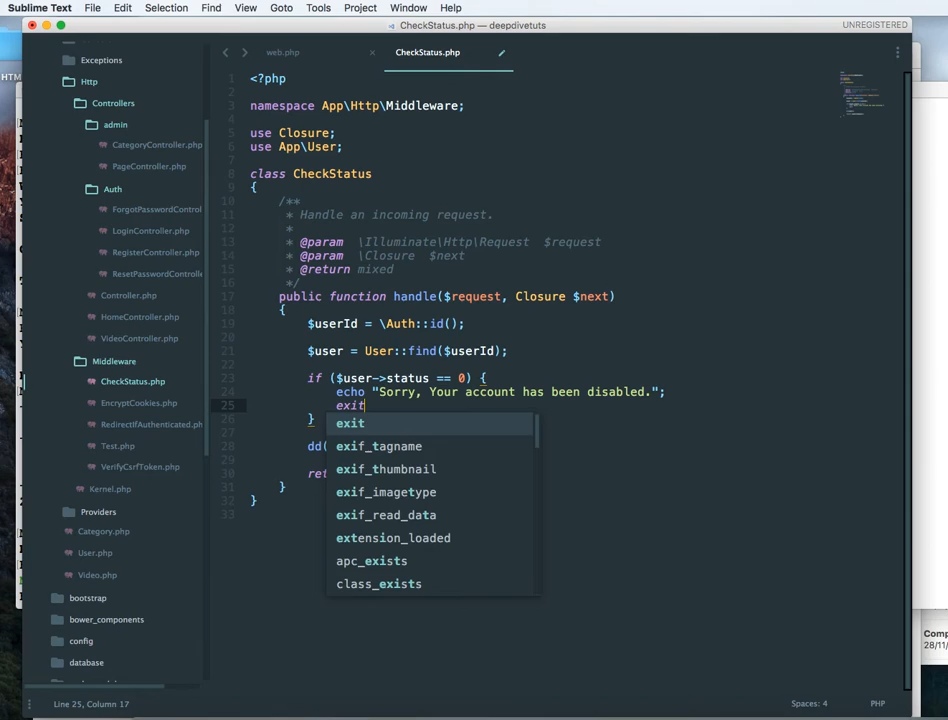 Sublime Text File Edit Selection Find View Goto Tools Project Window Help
CheckStatus.php — deepdivetuts
UNREGISTERED
web.php
CheckStatus.php
Exceptions
Http
Controllers
admin
CategoryController.php
PageController.php
Auth
ForgotPasswordControl
LoginController.php
RegisterController.php
ResetPasswordControlle
Controller.php
HomeController.php
VideoController.php
Middleware
CheckStatus.php
EncryptCookies.php
RedirectIfAuthenticated.ph
Test.php
VerifyCsrfToken.php
Kernel.php
Providers
Category.php
User.php
Video.php
bootstrap
bower_components
config
database
1 <?php
2
3 namespace App\Http\Middleware;
4
5 use Closure;
6 use App\User;
7
8 class CheckStatus
9 {
10 /**
11 * Handle an incoming request.
12 *
13 * @param \Illuminate\Http\Request $request
14 * @param \Closure $next
15 * @return mixed
16 */
17 public function handle($request, Closure $next)
18 {
19 $userId = \Auth::id();
20
21 $user = User::find($userId);
22
23 if ($user->status == 0) {
24 echo "Sorry, Your account has been disabled.";
25 exit
26 }
27
28 dd(
29
30 ret
31 }
32 }
33
exit
exif_tagname
exif_thumbnail
exif_imagetype
exif_read_data
extension_loaded
apc_exists
class_exists
Line 25, Column 17
Spaces: 4
PHP
HTM
Comp
28/11/